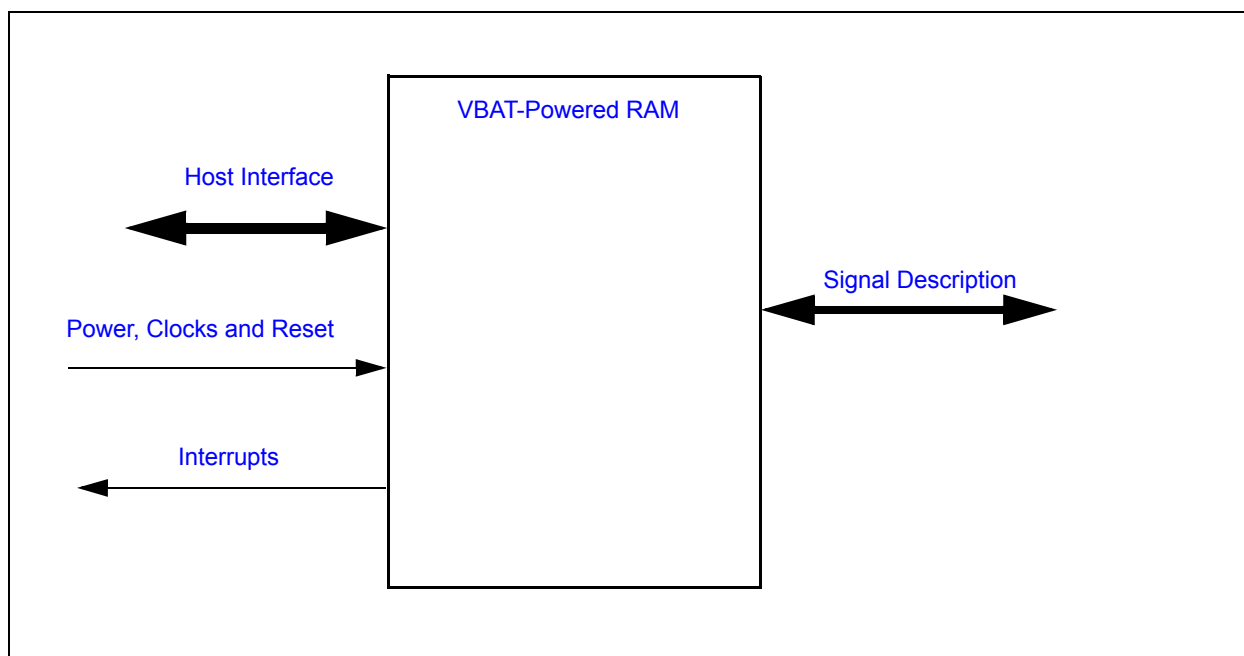 VBAT-Powered RAM
Host Interface
Signal Description
Power, Clocks and Reset
Interrupts